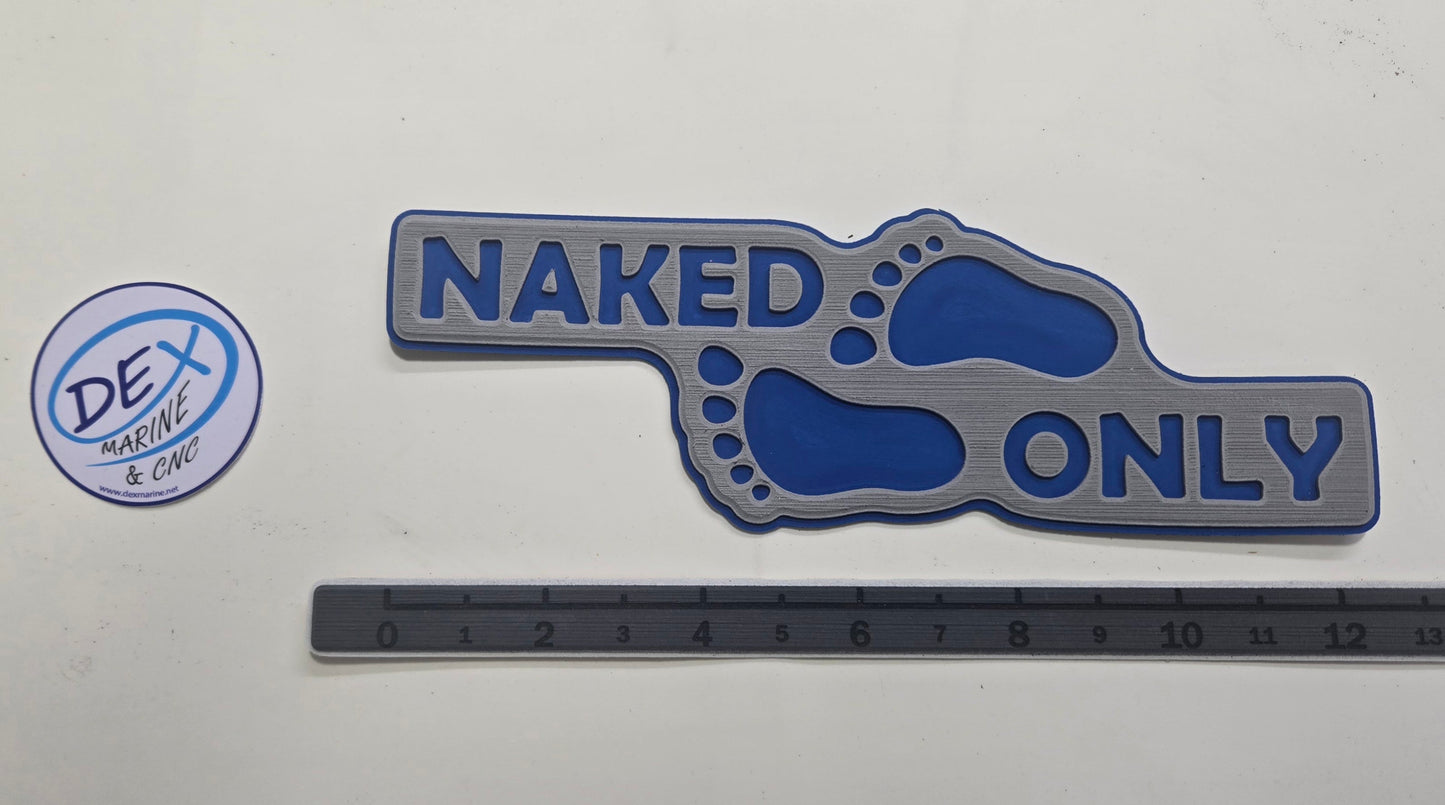 NAKED
ONLY
DEX
MARINE
& CNC
www.dexmarine.net
0 1 2 3 4 5 6 7 8 9 10 11 12 13